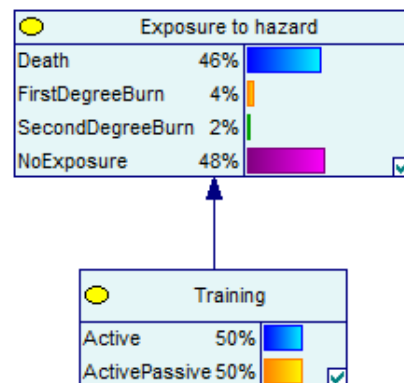 Exposure to hazard
Death 46%
FirstDegreeBurn 4%
SecondDegreeBurn 2%
NoExposure 48%
Training
Active 50%
ActivePassive 50%